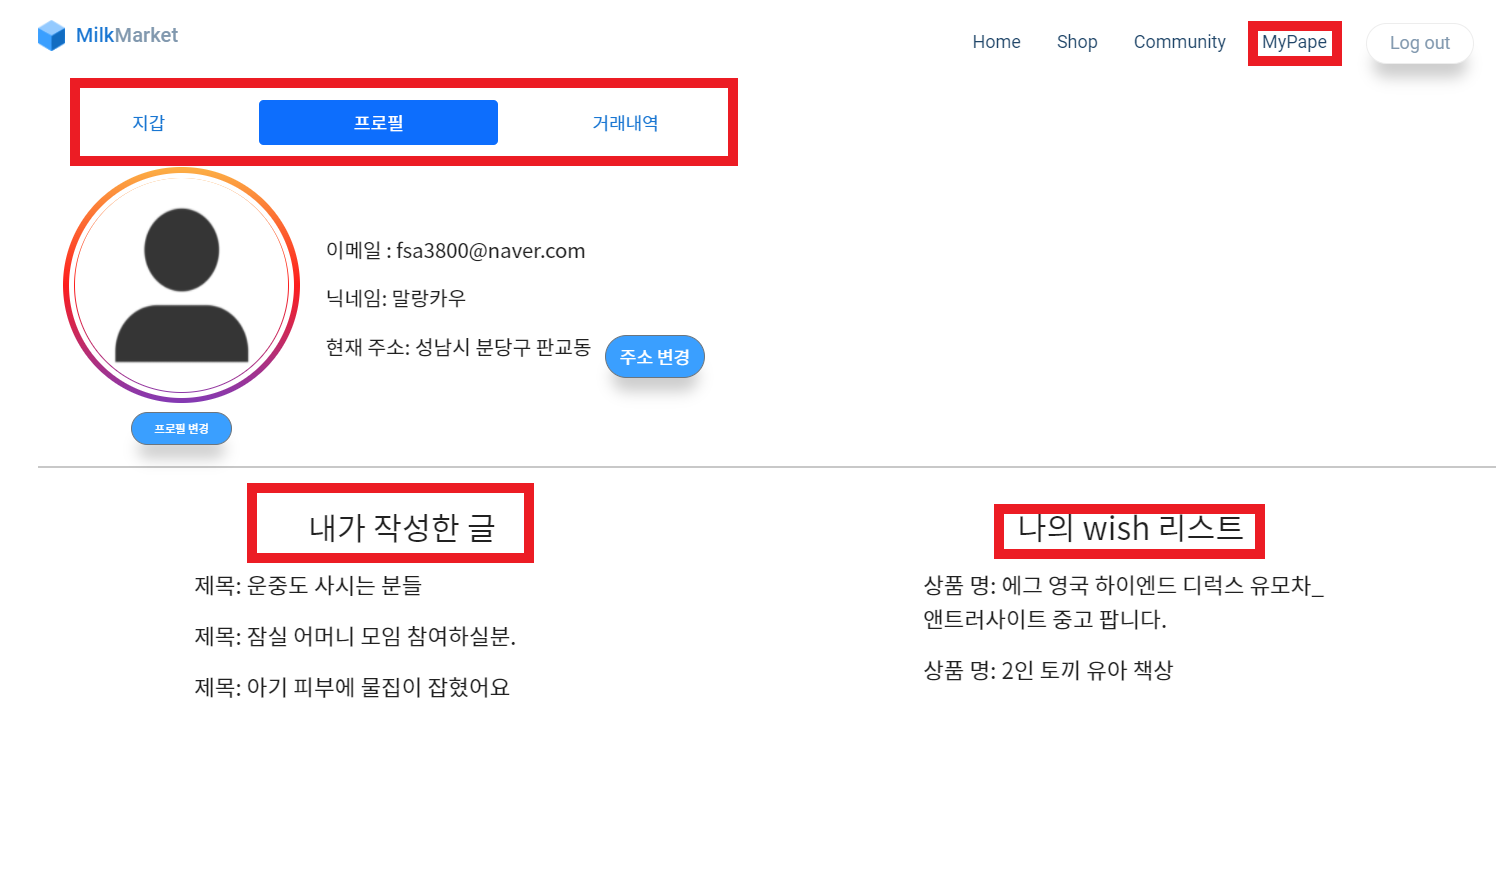 MilkMarket
Home Shop Community MyPape Log out
지갑 프로필 거래내역
이메일 : fsa3800@naver.com
닉네임: 말랑카우
현재 주소: 성남시 분당구 판교동 주소 변경
프로필 변경
내가 작성한 글
제목: 운중도 사시는 분들
제목: 잠실 어머니 모임 참여하실분.
제목: 아기 피부에 물집이 잡혔어요
나의 wish 리스트
상품 명: 에그 영국 하이엔드 디럭스 유모차_
앤트러사이트 중고 팝니다.
상품 명: 2인 토끼 유아 책상